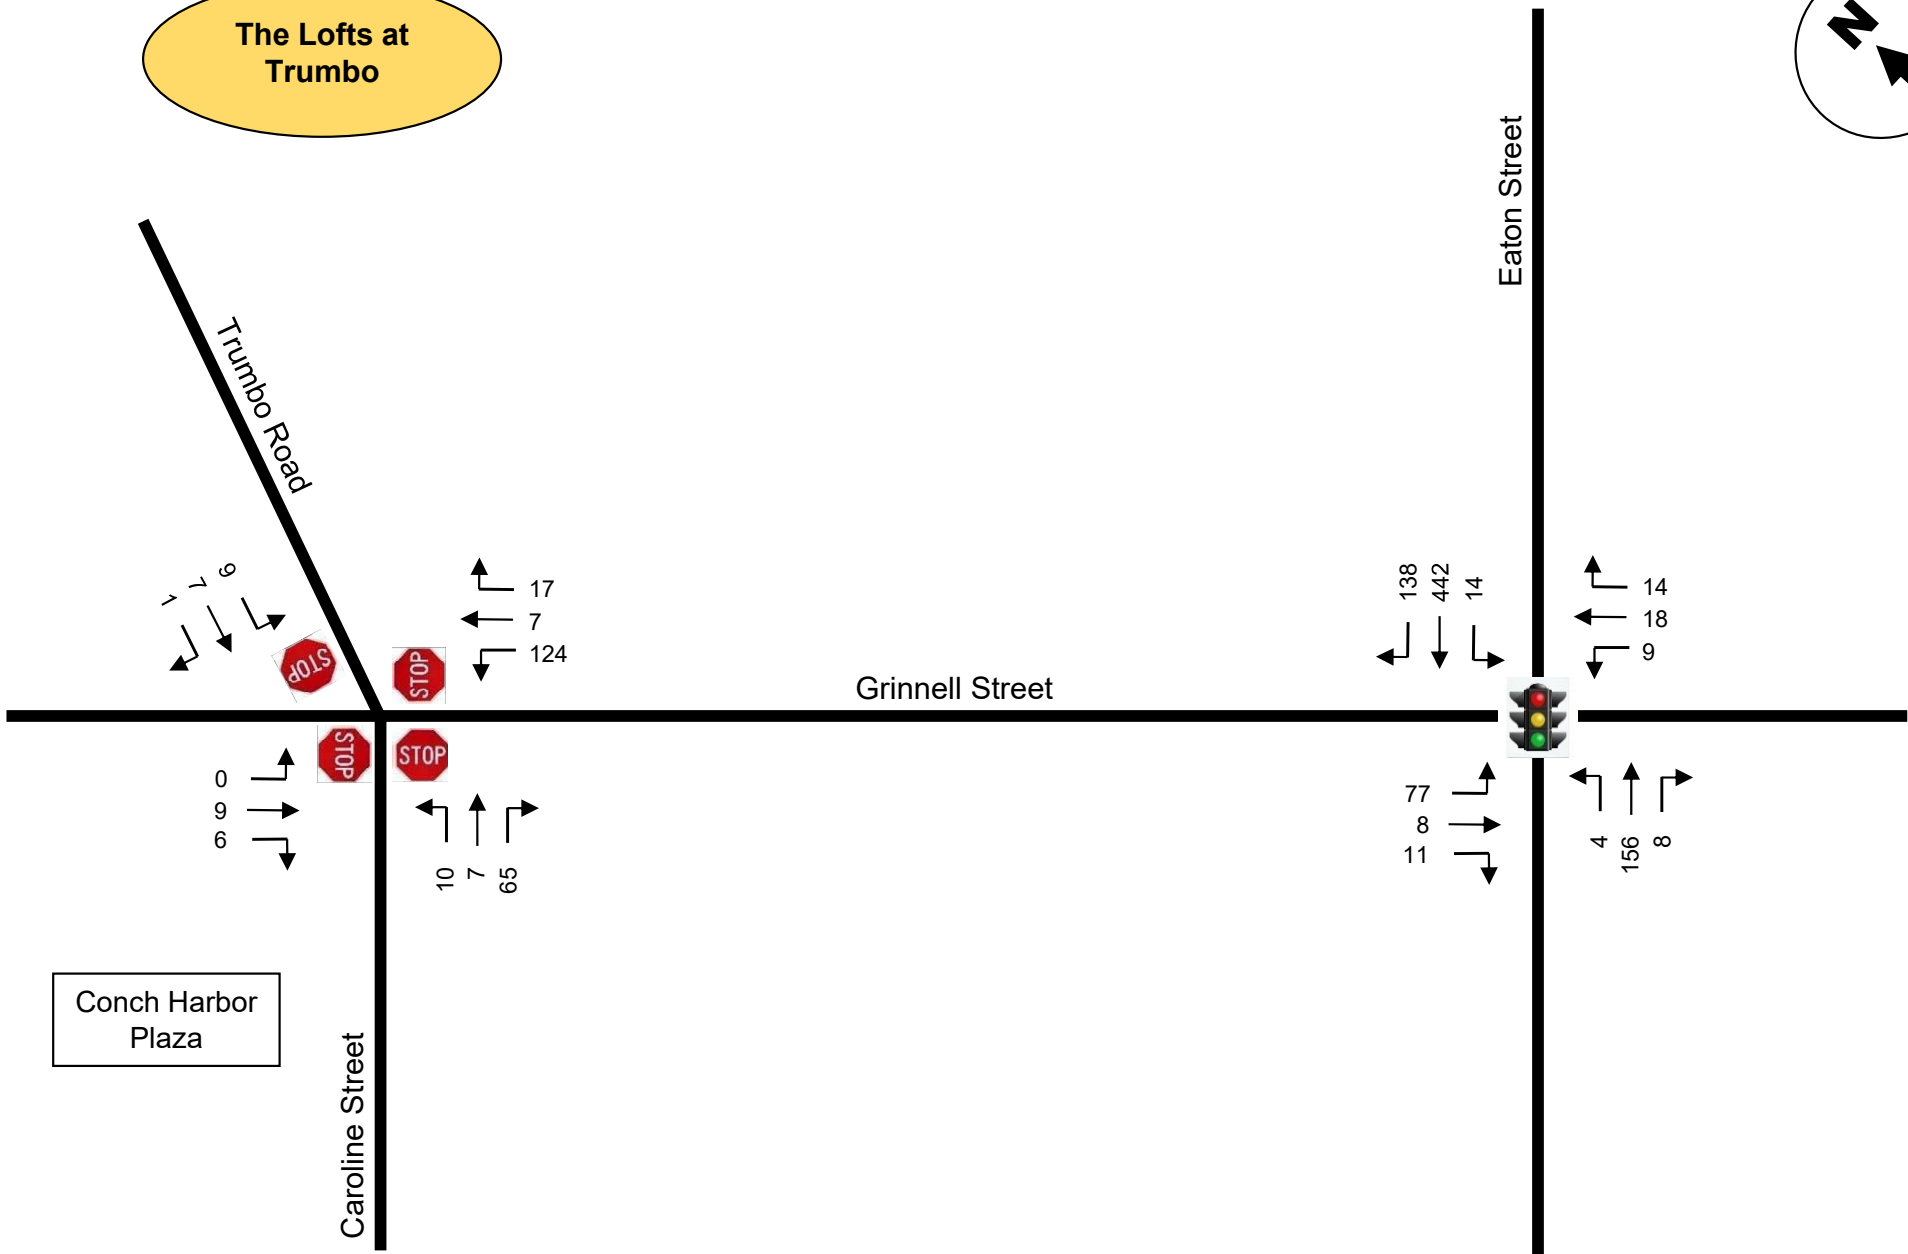 The Lofts at
Trumbo
N
Eaton Street
Trumbo Road
1
7
9
STOP
STOP
17
7
124
Grinnell Street
138
442
14
14
18
9
STOP
STOP
0
9
6
10
7
65
77
8
11
4
156
8
Conch Harbor
Plaza
Caroline Street